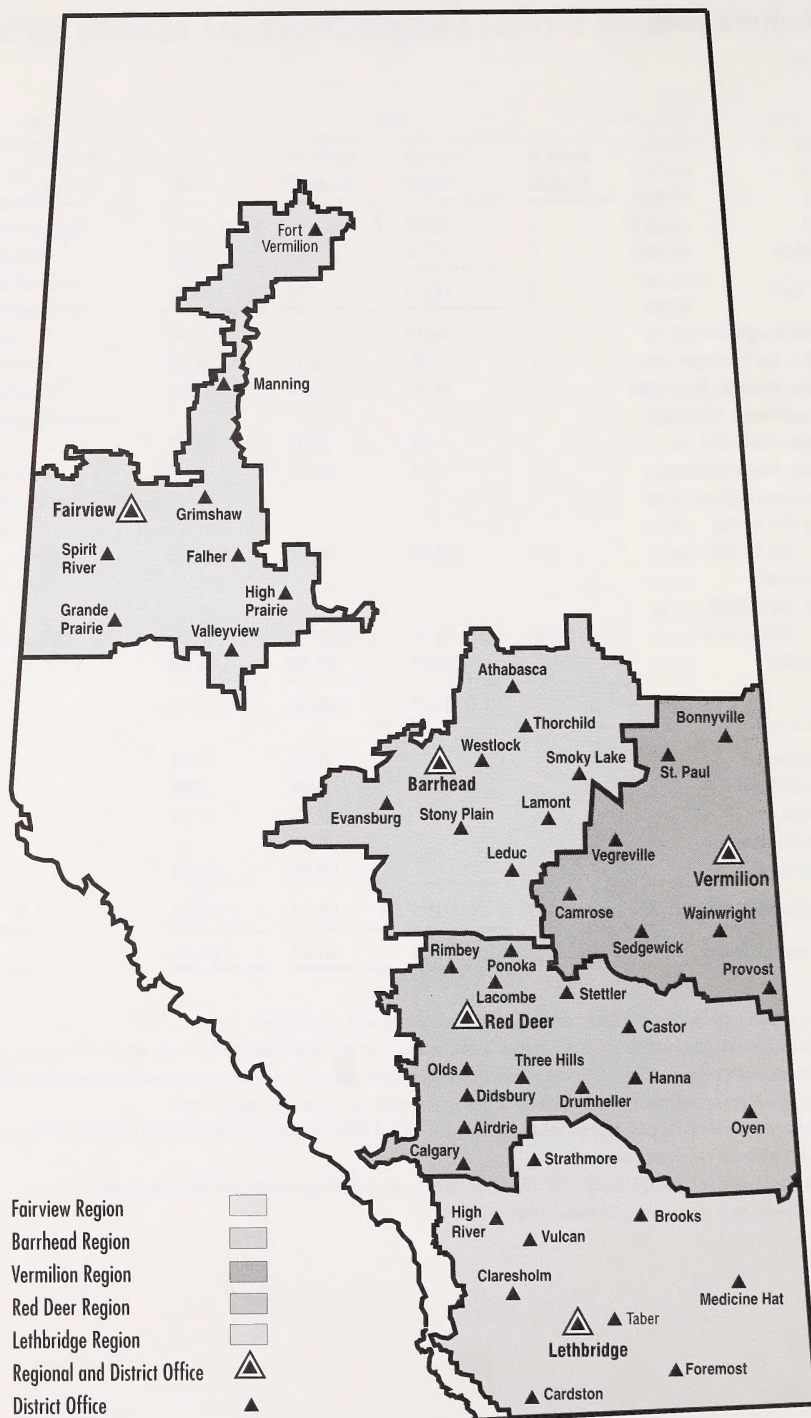 Fort
Vermilion
Manning
Fairview
Grimshaw
Spirit
River
Falher
High
Prairie
Grande
Prairie
Valleyview
Athabasca
Thorchild
Bonnyville
Westlock
St. Paul
Smoky Lake
Barrhead
Evansburg
Stony Plain
Lamont
Leduc
Vegreville
Vermilion
Camrose
Wainwright
Sedgewick
Provost
Rimbey
Ponoka
Lacombe
Stettler
Red Deer
Castor
Olds
Three Hills
Hanna
Didsbury
Drumheller
Oyen
Airdrie
Calgary
Strathmore
High
River
Brooks
Vulcan
Claresholm
Medicine Hat
Taber
Lethbridge
Foremost
Cardston
Fairview Region
Barrhead Region
Vermilion Region
Red Deer Region
Lethbridge Region
Regional and District Office
District Office